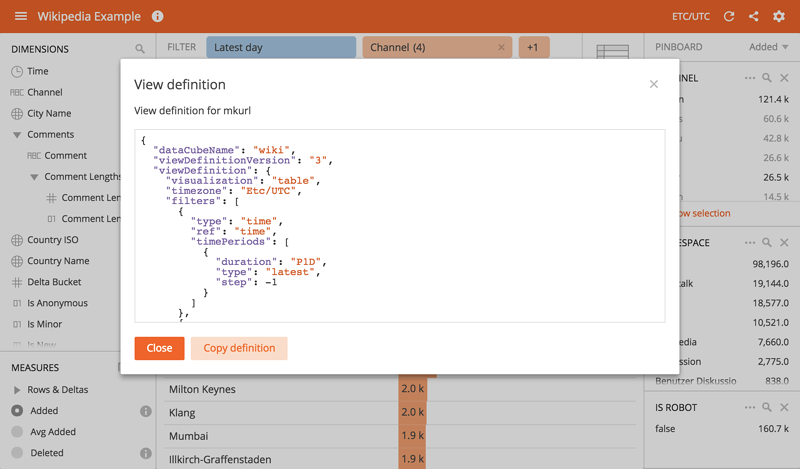 Wikipedia Example
ETC/UTC
DIMENSIONS
Time
Channel
City Name
Comments
Comment
Comment Lengths
Comment Len
Comment Len
Country ISO
Country Name
Delta Bucket
Is Anonymous
Is Minor
Is New
MEASURES
Rows & Deltas
Added
Avg Added
Deleted
FILTER
Latest day
Channel (4)
+1
View definition
View definition for mkurl
{
"dataCubeName": "wiki",
"viewDefinitionVersion": "3",
"viewDefinition": {
"visualization": "table",
"timezone": "Etc/UTC",
"filters": [
{
"type": "time",
"ref": "time",
"timePeriods": [
{
"duration": "P1D",
"type": "latest",
"step": -1
}
]
},
{
Close
Copy definition
Milton Keynes 2.0 k
Klang 2.0 k
Mumbai 1.9 k
Illkirch-Graffenstaden 1.9 k
PINBOARD
Added
NEL
121.4 k
60.6 k
42.8 k
26.6 k
26.5 k
14.5 k
ow selection
ESPACE
98,196.0
talk 19,144.0
18,577.0
10,521.0
edia 7,660.0
ssion 2,775.0
Benutzer Diskussio 838.0
IS ROBOT
false 160.7 k